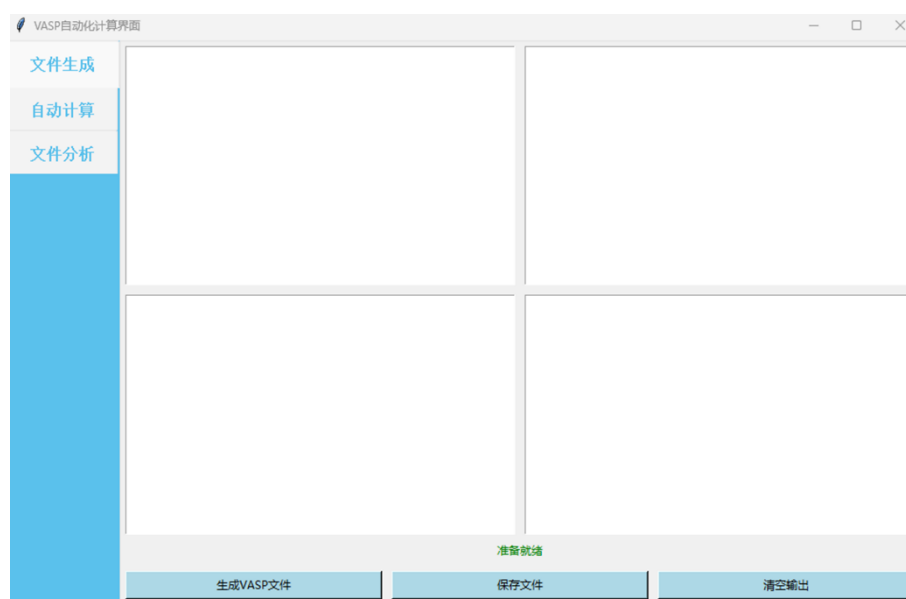 VASP自动化计算界面
文件生成
自动计算
文件分析
准备就绪
生成VASP文件
保存文件
清空输出